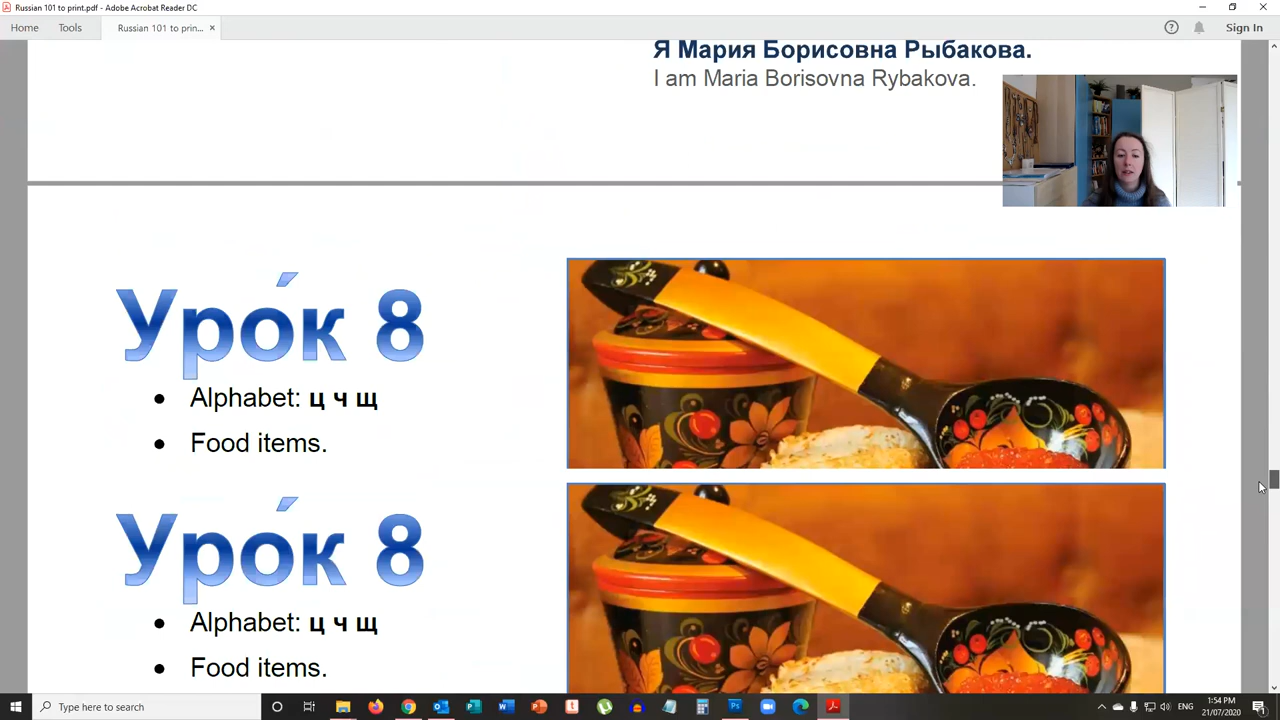 Russian 101 to print.pdf - Adobe Acrobat Reader DC
Home
Tools
Russian 101 to prin...
Sign In
Я Мария Борисовна Рыбакова.
I am Maria Borisovna Rybakova.
Уро́к 8
• Alphabet: ц ч щ
• Food items.
Уро́к 8
• Alphabet: ц ч щ
• Food items.
Type here to search
ENG
1:54 PM
21/07/2020